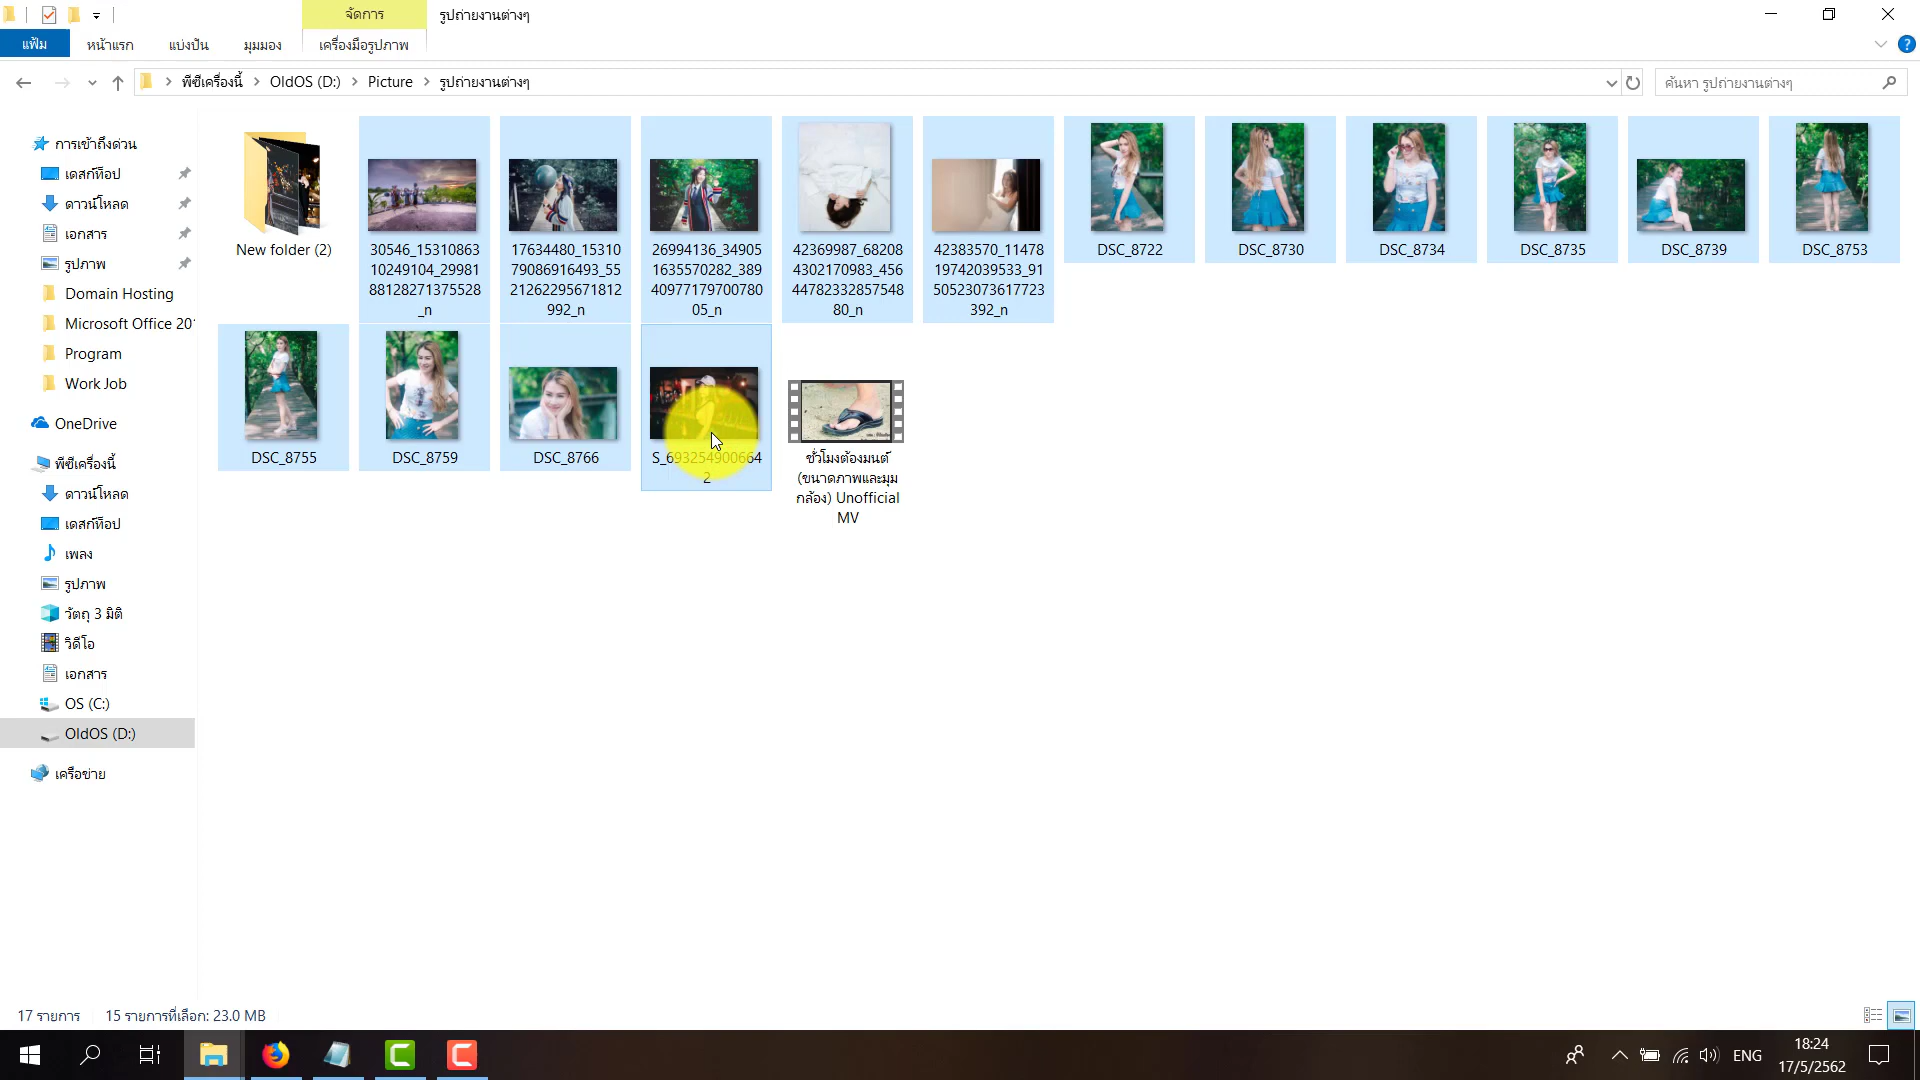 จัดการ
รูปถ่ายงานต่างๆ
แฟ้ม
หน้าแรก
แบ่งปัน
มุมมอง
เครื่องมือรูปภาพ
พีซีเครื่องนี้
OldOS (D:)
Picture
รูปถ่ายงานต่างๆ
ค้นหา รูปถ่ายงานต่างๆ
การเข้าถึงด่วน
เดสก์ท็อป
ดาวน์โหลด
เอกสาร
รูปภาพ
Domain Hosting
Microsoft Office 20
Program
Work Job
OneDrive
พีซีเครื่องนี้
ดาวน์โหลด
เดสก์ท็อป
เพลง
รูปภาพ
วัตถุ 3 มิติ
วิดีโอ
เอกสาร
OS (C:)
OldOS (D:)
เครือข่าย
New folder (2)
30546_15310863
10249104_29981
88128271375528
_n
17634480_15310
79086916493_55
21262295671812
992_n
26994136_34905
1635570282_389
40977179700780
05_n
42369987_68208
4302170983_456
44782332857548
80_n
42383570_11478
19742039533_91
50523073617723
392_n
DSC_8722
DSC_8730
DSC_8734
DSC_8735
DSC_8739
DSC_8753
DSC_8755
DSC_8759
DSC_8766
S_693254900664
2
ชั่วโมงต้องมนต์
(ขนาดภาพและมุม
กล้อง) Unofficial
MV
17 รายการ
15 รายการที่เลือก: 23.0 MB
ENG
18:24
17/5/2562